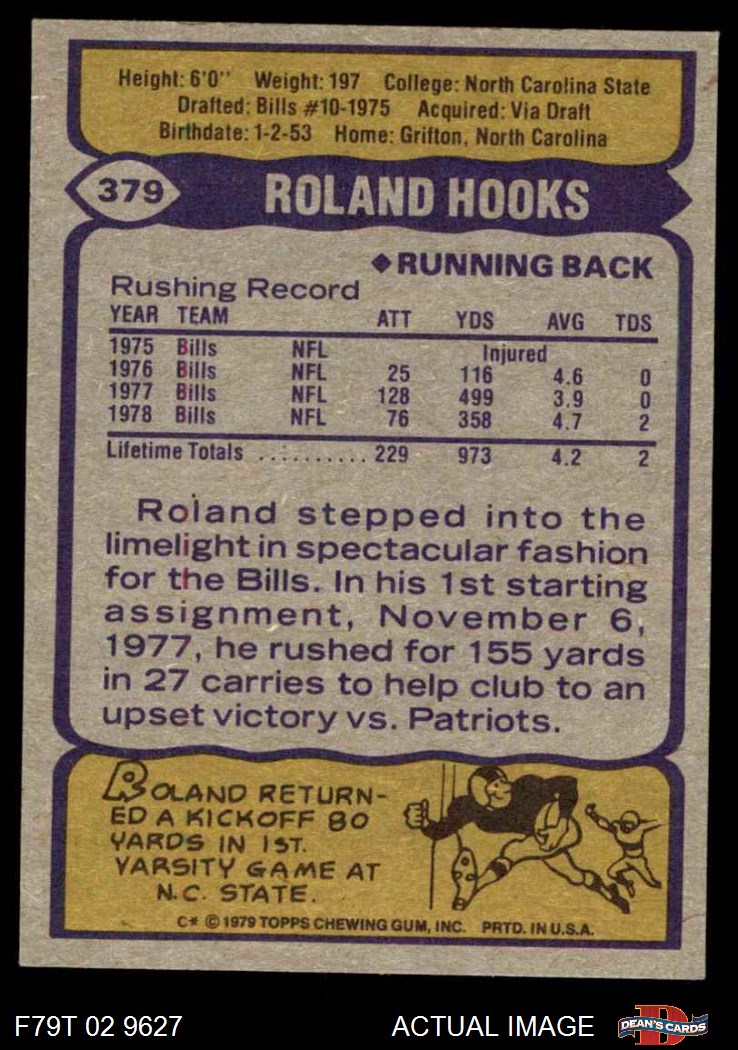 Height: 6'0" Weight: 197 College: North Carolina State
Drafted: Bills #10-1975 Acquired: Via Draft
Birthdate: 1-2-53 Home: Grifton, North Carolina
379 ROLAND HOOKS
◆RUNNING BACK
Rushing Record
YEAR TEAM ATT YDS AVG TDS
1975 Bills NFL Injured
1976 Bills NFL 25 116 4.6 0
1977 Bills NFL 128 499 3.9 0
1978 Bills NFL 76 358 4.7 2
Lifetime Totals .......... 229 973 4.2 2
Roland stepped into the
limelight in spectacular fashion
for the Bills. In his 1st starting
assignment, November 6,
1977, he rushed for 155 yards
in 27 carries to help club to an
upset victory vs. Patriots.
ROLAND RETURN-
ED A KICKOFF 80
YARDS IN 1ST.
VARSITY GAME AT
N.C. STATE.
C* © 1979 TOPPS CHEWING GUM, INC. PRTD. IN U.S.A.
F79T 02 9627 ACTUAL IMAGE D DEAN'S CARDS